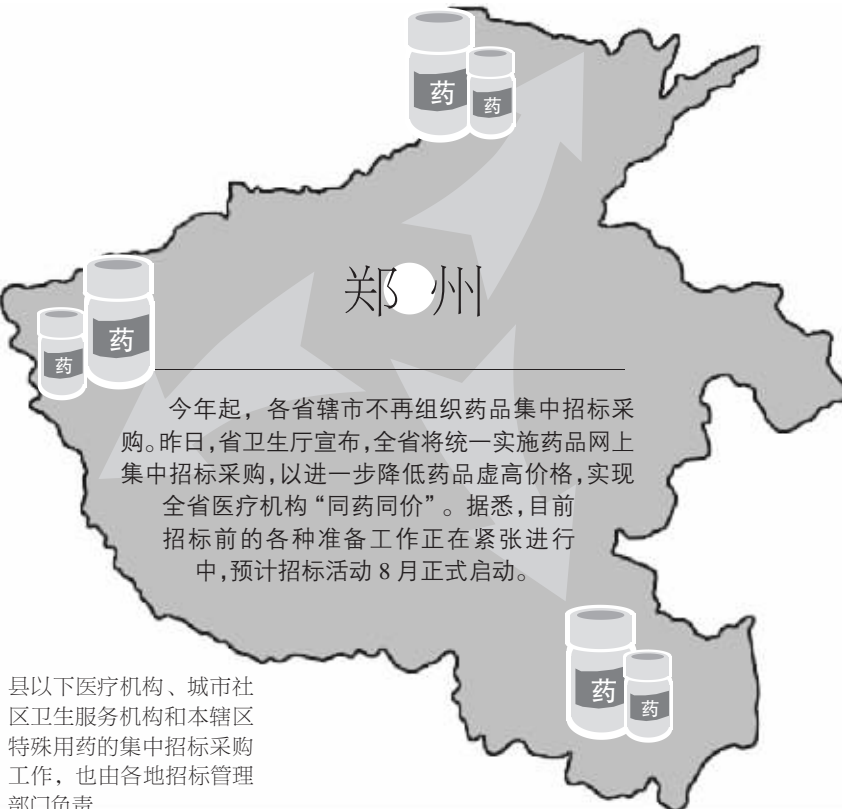 药
药
郑州
药
药
今年起，各省辖市不再组织药品集中招标采
购。昨日,省卫生厅宣布,全省将统一实施药品网上
集中招标采购,以进一步降低药品虚高价格,实现
全省医疗机构“同药同价”。据悉,目前
招标前的各种准备工作正在紧张进行
中,预计招标活动 8 月正式启动。
药
药
县以下医疗机构、城市社
区卫生服务机构和本辖区
特殊用药的集中招标采购
工作，也由各地招标管理
部门负责